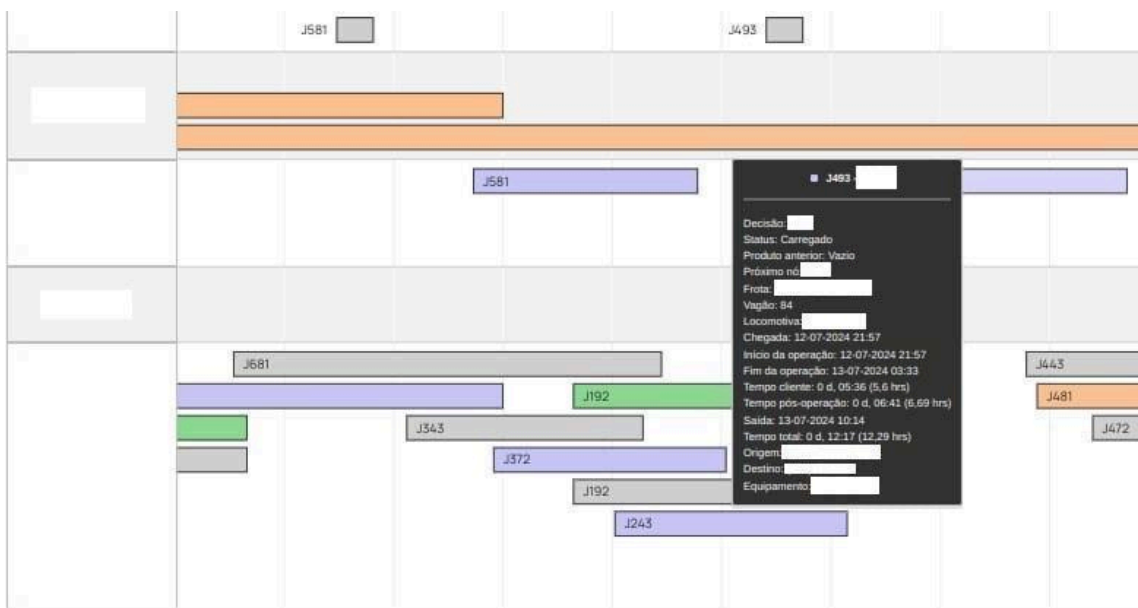 J581
J493
J581
J493 -
Decisão:
Status: Carregado
Produto anterior: Vazio
Próximo nó
Frota:
Vagão: 84
Locomotiva:
Chegada: 12-07-2024 21:57
Início da operação: 12-07-2024 21:57
Fim da operação: 13-07-2024 03:33
Tempo cliente: 0 d, 05:36 (5,6 hrs)
Tempo pós-operação: 0 d, 06:41 (6,69 hrs)
Saída: 13-07-2024 10:14
Tempo total: 0 d, 12:17 (12,29 hrs)
Origem:
Destino:
Equipamento:
J681
J443
J192
J481
J343
J472
J372
J192
J243